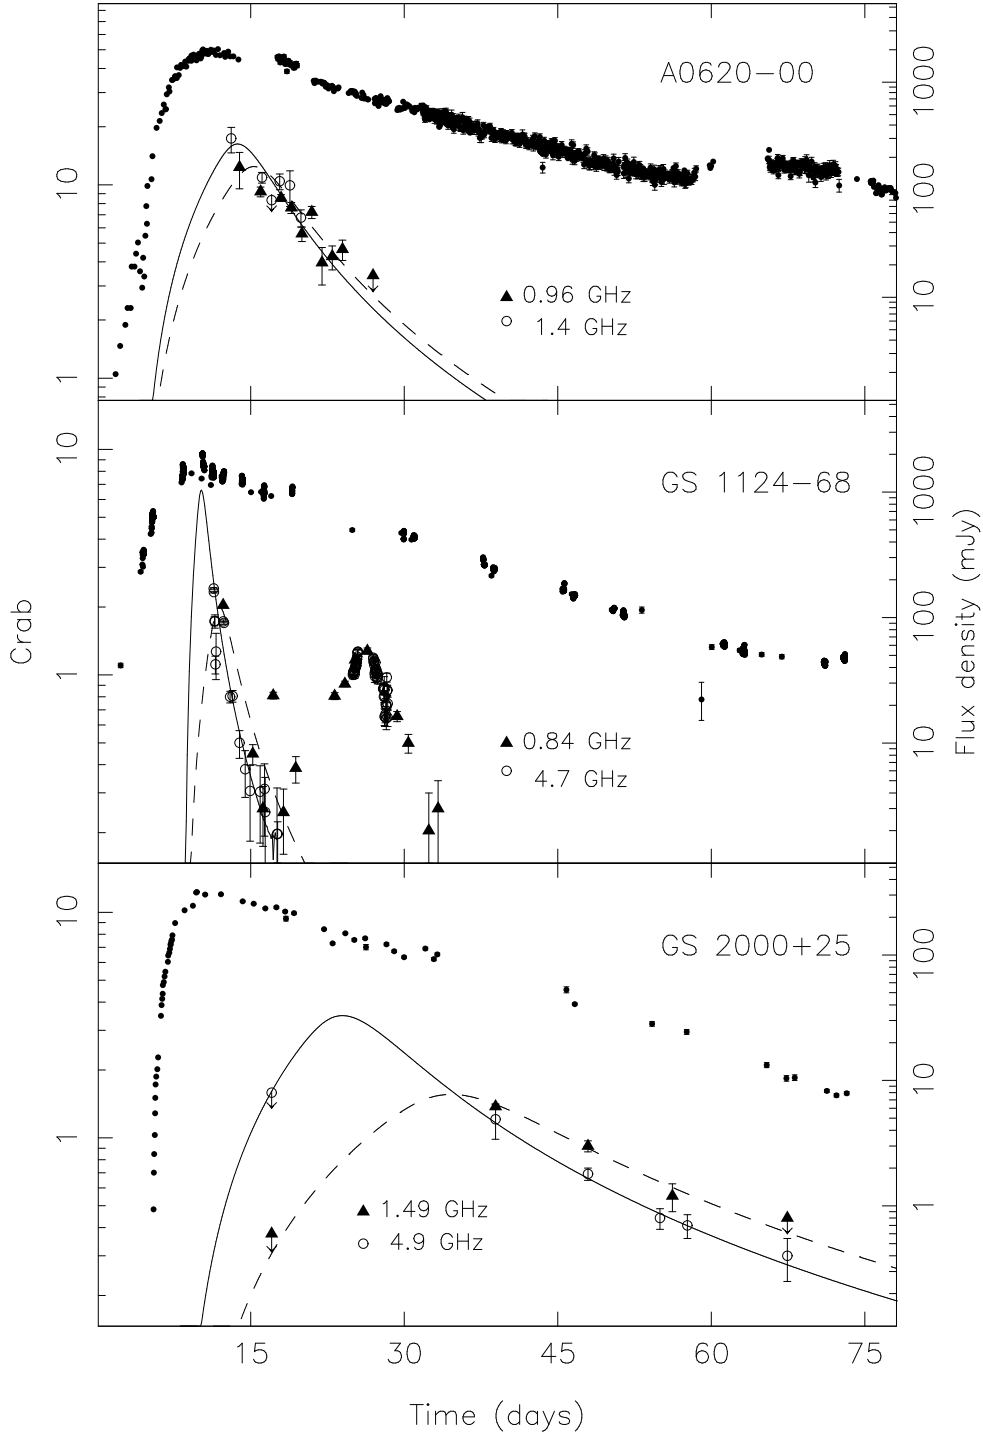 A0620-00
1000
100
10
10
1
0.96 GHz
1.4 GHz
GS 1124-68
10
1
1000
100
10
0.84 GHz
4.7 GHz
Crab
Flux density (mJy)
GS 2000+25
10
1
100
10
1
1.49 GHz
4.9 GHz
15 30 45 60 75
Time (days)